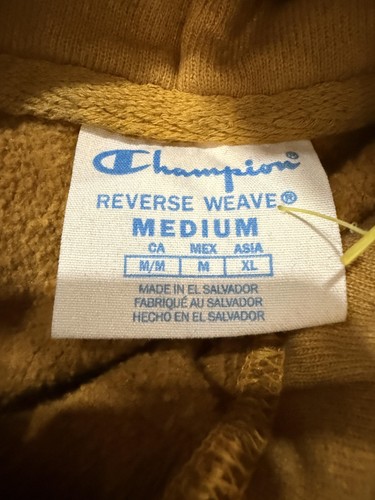 Champion®
REVERSE WEAVE®
MEDIUM
CA MEX ASIA
M/M M XL
MADE IN EL SALVADOR
FABRIQUÉ AU SALVADOR
HECHO EN EL SALVADOR